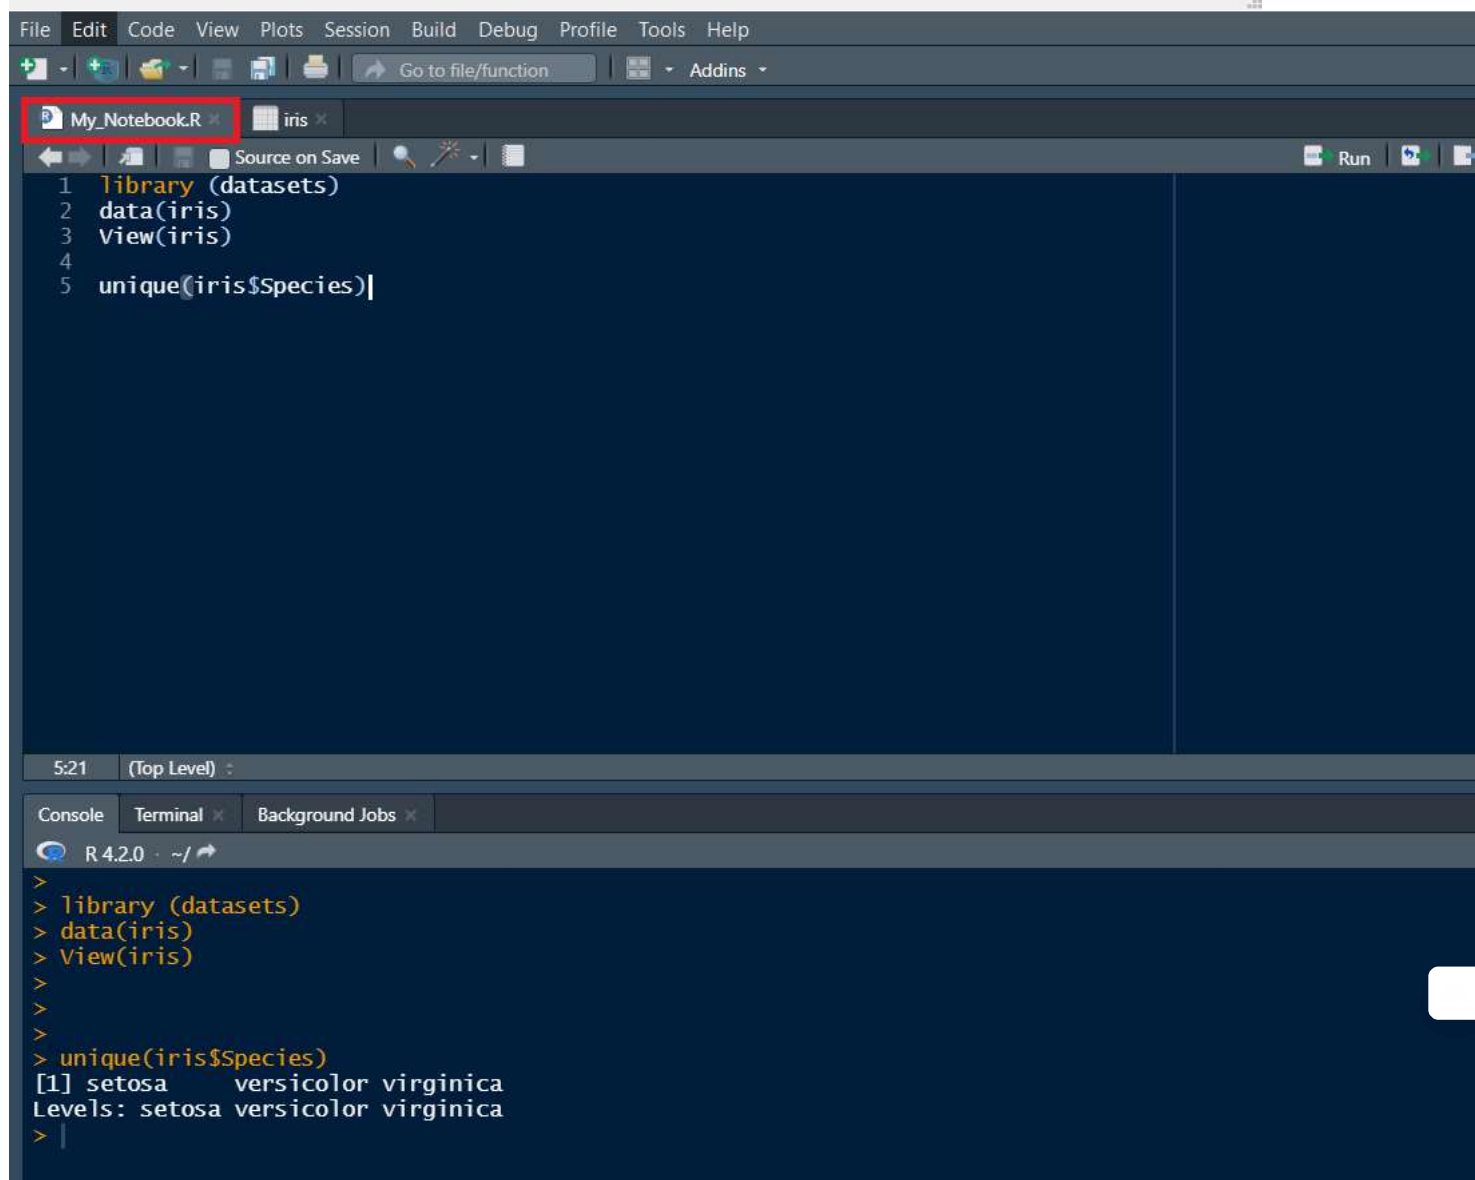 File Edit Code View Plots Session Build Debug Profile Tools Help
Go to file/function Addins
My_Notebook.R iris
Source on Save Run
1 library (datasets)
2 data(iris)
3 View(iris)
4
5 unique(iris$Species)
5:21 (Top Level)
Console Terminal Background Jobs
R 4.2.0 · ~/
>
> library (datasets)
> data(iris)
> View(iris)
>
>
>
> unique(iris$Species)
[1] setosa     versicolor virginica
Levels: setosa versicolor virginica
>